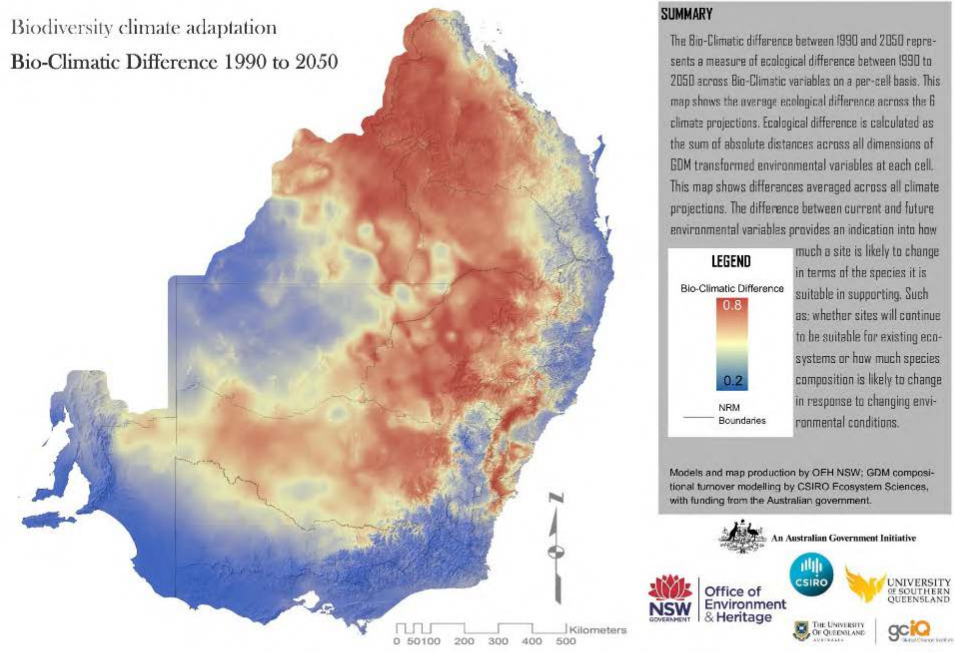 Biodiversity climate adaptation
Bio-Climatic Difference 1990 to 2050
SUMMARY
The Bio-Climatic difference between 1990 and 2050 repre-
sents a measure of ecological difference between 1990 to
2050 across Bio-Climatic variables on a per-cell basis. This
map shows the average ecological difference across the 6
climate projections. Ecological difference is calculated as
the sum of absolute distances across all dimensions of
GDM transformed environmental variables at each cell.
This map shows differences averaged across all climate
projections. The difference between current and future
environmental variables provides an indication into how
much a site is likely to change
in terms of the species it is
suitable in supporting. Such
as; whether sites will continue
to be suitable for existing eco-
systems or how much species
composition is likely to change
in response to changing envi-
ronmental conditions.
LEGEND
Bio-Climatic Difference
0.8
0.2
NRM
Boundaries
Models and map production by OEH NSW; GDM composi-
tional turnover modelling by CSIRO Ecosystem Sciences,
with funding from the Australian government.
N
Kilometers
0 50 100 200 300 400 500
An Australian Government Initiative
NSW
GOVERNMENT
Office of
Environment
& Heritage
CSIRO
UNIVERSITY
OF SOUTHERN
QUEENSLAND
THE UNIVERSITY
OF QUEENSLAND
AUSTRALIA
gciQ
Global Change Institute